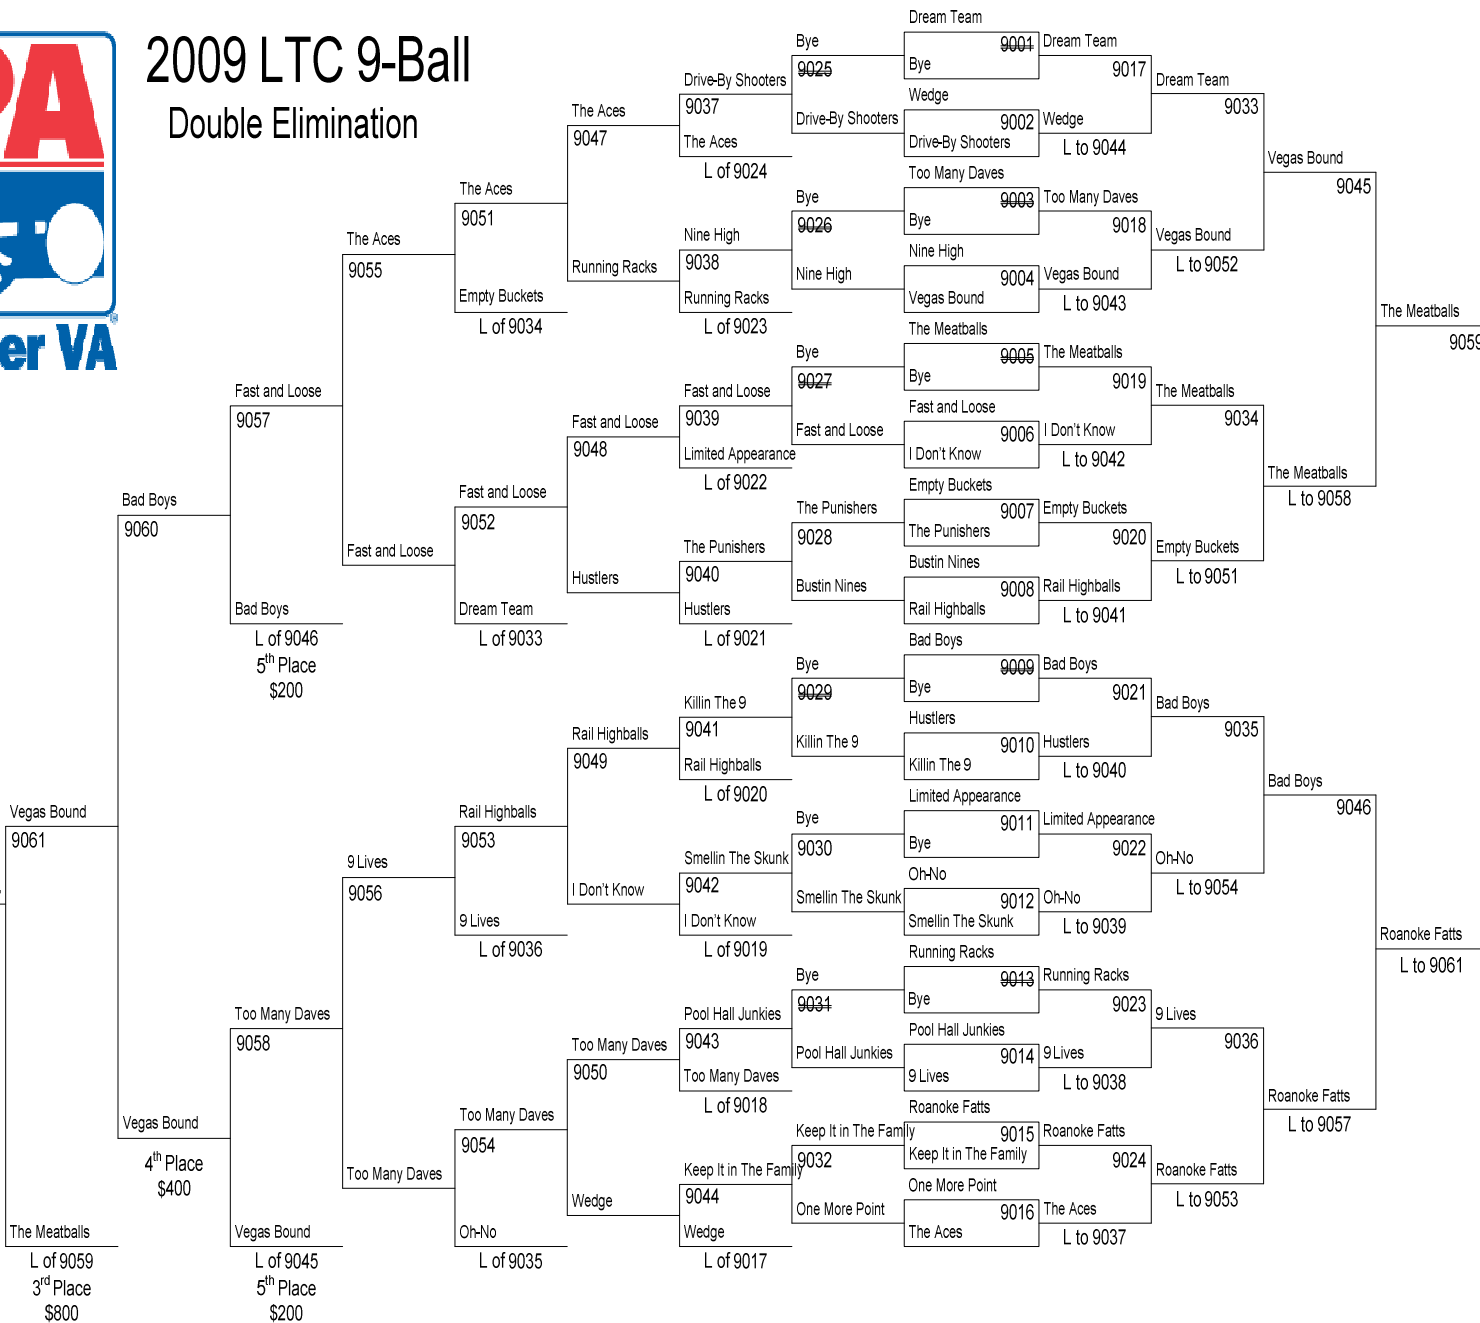 PA
er VA
2009 LTC 9-Ball
Double Elimination
Dream Team
9001
Bye
Wedge
9002
Drive-By Shooters
Too Many Daves
9003
Bye
Nine High
9004
Vegas Bound
The Meatballs
9005
Bye
Fast and Loose
9006
I Don't Know
Empty Buckets
9007
The Punishers
Bustin Nines
9008
Rail Highballs
Bad Boys
9009
Bye
Hustlers
9010
Killin The 9
Limited Appearance
9011
Bye
Oh-No
9012
Smellin The Skunk
Running Racks
9013
Bye
Pool Hall Junkies
9014
9 Lives
Roanoke Fatts
9015
Keep It in The Family
One More Point
9016
The Aces
Dream Team
9017
Wedge
L to 9044
Too Many Daves
9018
Vegas Bound
L to 9043
The Meatballs
9019
I Don't Know
L to 9042
Empty Buckets
9020
Rail Highballs
L to 9041
Bad Boys
9021
Hustlers
L to 9040
Limited Appearance
9022
Oh-No
L to 9039
Running Racks
9023
9 Lives
L to 9038
Roanoke Fatts
9024
The Aces
L to 9037
Dream Team
9033
Vegas Bound
L to 9052
The Meatballs
9034
Empty Buckets
L to 9051
Bad Boys
9035
Oh-No
L to 9054
9 Lives
9036
Roanoke Fatts
L to 9053
Vegas Bound
9045
The Meatballs
L to 9058
Bad Boys
9046
Roanoke Fatts
L to 9057
The Meatballs
9059
Roanoke Fatts
L to 9061
Bye
9025
Drive-By Shooters
Bye
9026
Nine High
Bye
9027
Fast and Loose
The Punishers
9028
Bustin Nines
Bye
9029
Killin The 9
Bye
9030
Smellin The Skunk
Bye
9031
Pool Hall Junkies
Keep It in The Family
9032
One More Point
Drive-By Shooters
9037
The Aces
L of 9024
Nine High
9038
Running Racks
L of 9023
Fast and Loose
9039
Limited Appearance
L of 9022
The Punishers
9040
Hustlers
L of 9021
Killin The 9
9041
Rail Highballs
L of 9020
Smellin The Skunk
9042
I Don't Know
L of 9019
Pool Hall Junkies
9043
Too Many Daves
L of 9018
Keep It in The Family
9044
Wedge
L of 9017
The Aces
9047
Running Racks
Fast and Loose
9048
Hustlers
Rail Highballs
9049
I Don't Know
Too Many Daves
9050
Wedge
The Aces
9051
Empty Buckets
L of 9034
Fast and Loose
9052
Dream Team
L of 9033
Rail Highballs
9053
9 Lives
L of 9036
Too Many Daves
9054
Oh-No
L of 9035
The Aces
9055
Fast and Loose
9 Lives
9056
Too Many Daves
Fast and Loose
9057
Bad Boys
L of 9046
5th Place
$200
Too Many Daves
9058
Vegas Bound
L of 9045
5th Place
$200
Bad Boys
9060
Vegas Bound
4th Place
$400
Vegas Bound
9061
The Meatballs
L of 9059
3rd Place
$800